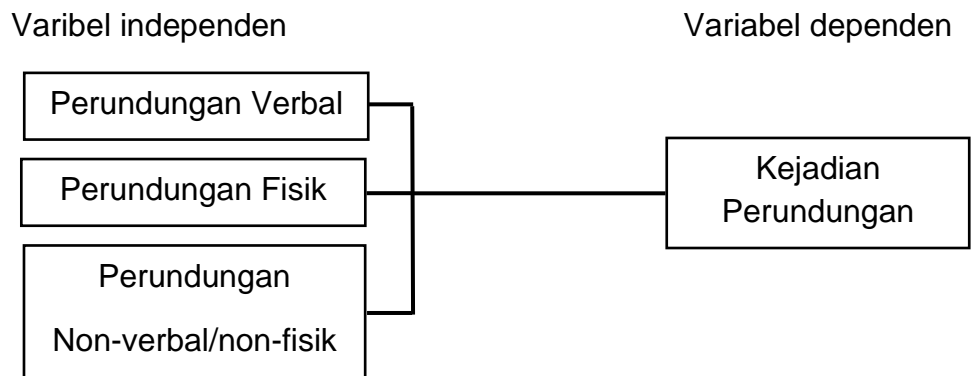 Varibel independen
Variabel dependen
Perundungan Verbal
Perundungan Fisik
Perundungan
Non-verbal/non-fisik
Kejadian
Perundungan